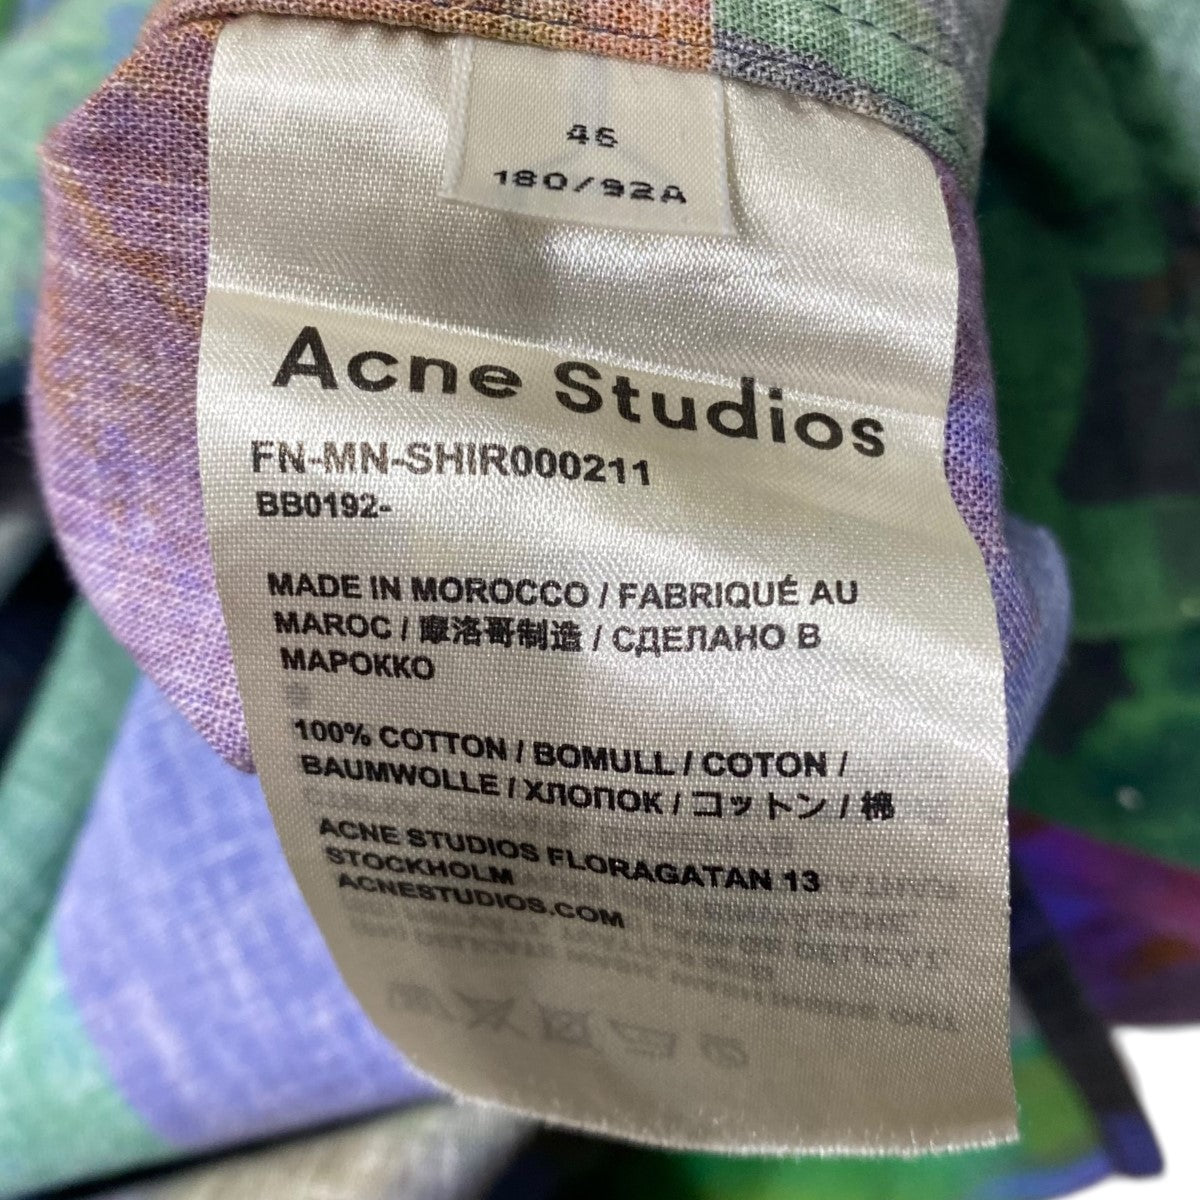 46
180/92A
Acne Studios
FN-MN-SHIR000211
BB0192-
MADE IN MOROCCO / FABRIQUÉ AU
MAROC / 摩洛哥制造 / СДЕЛАНО В
МАРОККО
100% COTTON / BOMULL / COTON /
BAUMWOLLE / ХЛОПОК / コットン / 棉
ACNE STUDIOS FLORAGATAN 13
STOCKHOLM
ACNESTUDIOS.COM